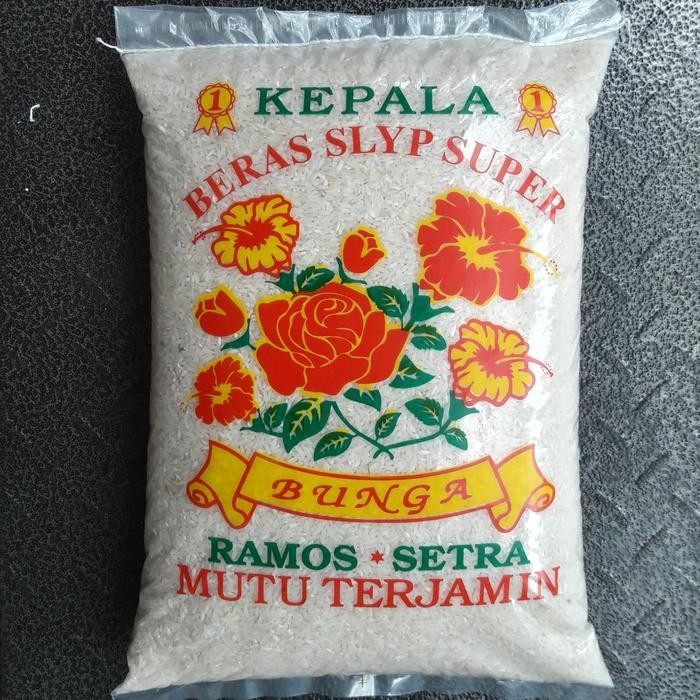 1 KEPALA 1
BERAS SLYP SUPER
BUNGA
RAMOS * SETRA
MUTU TERJAMIN